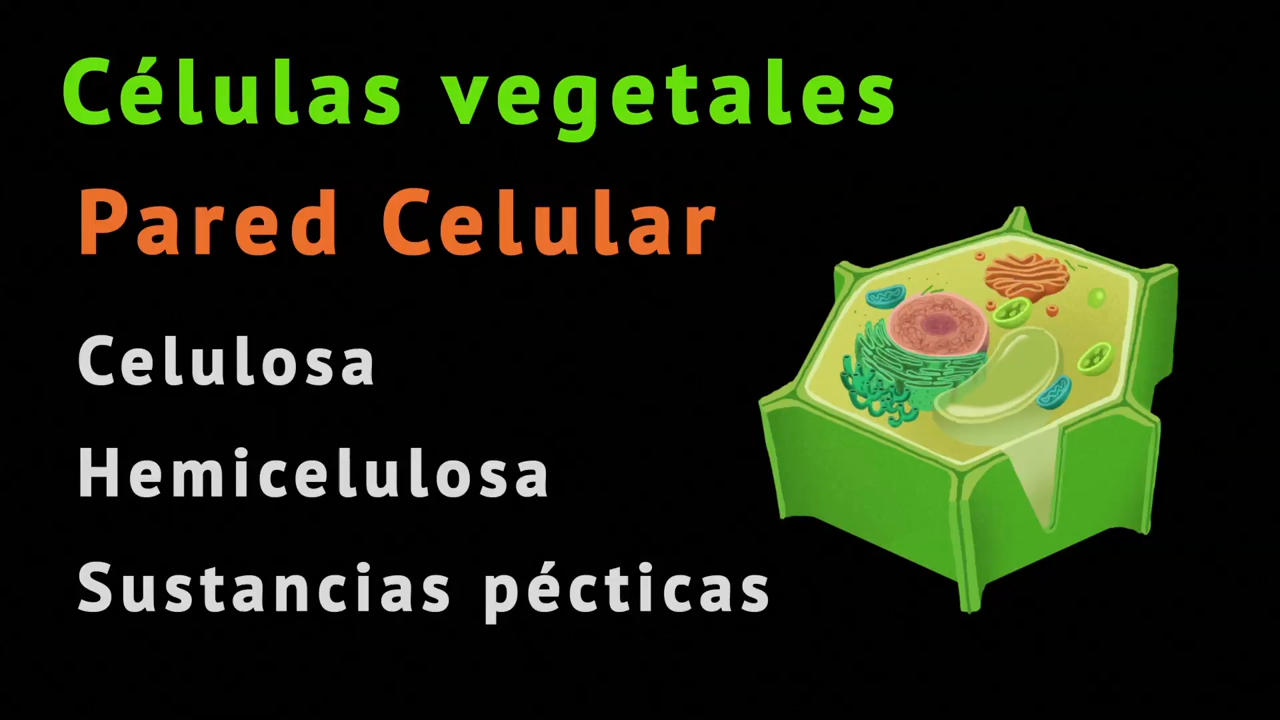 Células vegetales
Pared Celular
Celulosa
Hemicelulosa
Sustancias pécticas